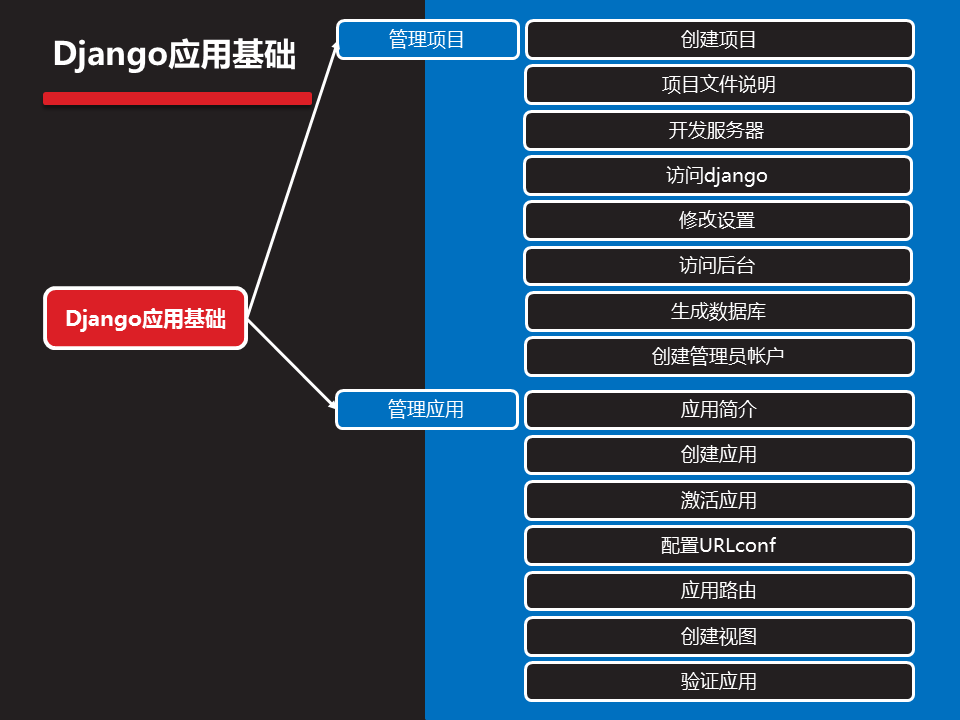 Django应用基础
管理项目
创建项目
项目文件说明
开发服务器
访问django
修改设置
访问后台
生成数据库
创建管理员帐户
Django应用基础
管理应用
应用简介
创建应用
激活应用
配置URLconf
应用路由
创建视图
验证应用